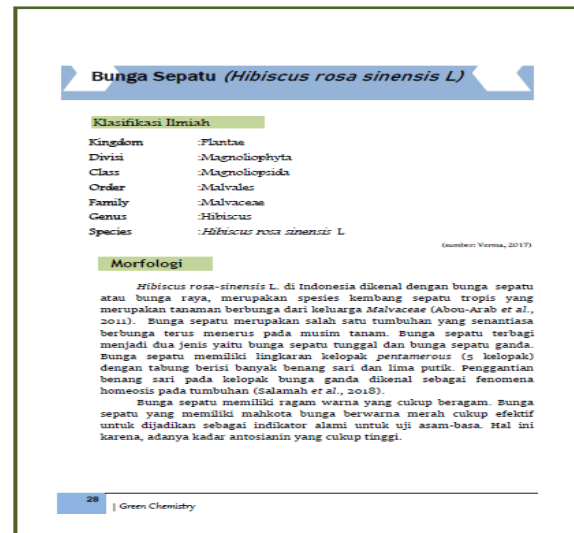 Bunga Sepatu (Hibiscus rosa sinensis L)
Klasifikasi Ilmiah
Kingdom :Plantae
Divisi :Magnoliophyta
Class :Magnoliopsida
Order :Malvales
Family :Malvaceae
Genus :Hibiscus
Species :Hibiscus rosa sinensis L
(sumber: Verma, 2017)
Morfologi
Hibiscus rosa-sinensis L. di Indonesia dikenal dengan bunga sepatu
atau bunga raya, merupakan spesies kembang sepatu tropis yang
merupakan tanaman berbunga dari keluarga Malvaceae (Abou-Arab et al.,
2011). Bunga sepatu merupakan salah satu tumbuhan yang senantiasa
berbunga terus menerus pada musim tanam. Bunga sepatu terbagi
menjadi dua jenis yaitu bunga sepatu tunggal dan bunga sepatu ganda.
Bunga sepatu memiliki lingkaran kelopak pentamerous (5 kelopak)
dengan tabung berisi banyak benang sari dan lima putik. Penggantian
benang sari pada kelopak bunga ganda dikenal sebagai fenomena
homeosis pada tumbuhan (Salamah et al., 2018).
Bunga sepatu memiliki ragam warna yang cukup beragam. Bunga
sepatu yang memiliki mahkota bunga berwarna merah cukup efektif
untuk dijadikan sebagai indikator alami untuk uji asam-basa. Hal ini
karena, adanya kadar antosianin yang cukup tinggi.
28 | Green Chemistry